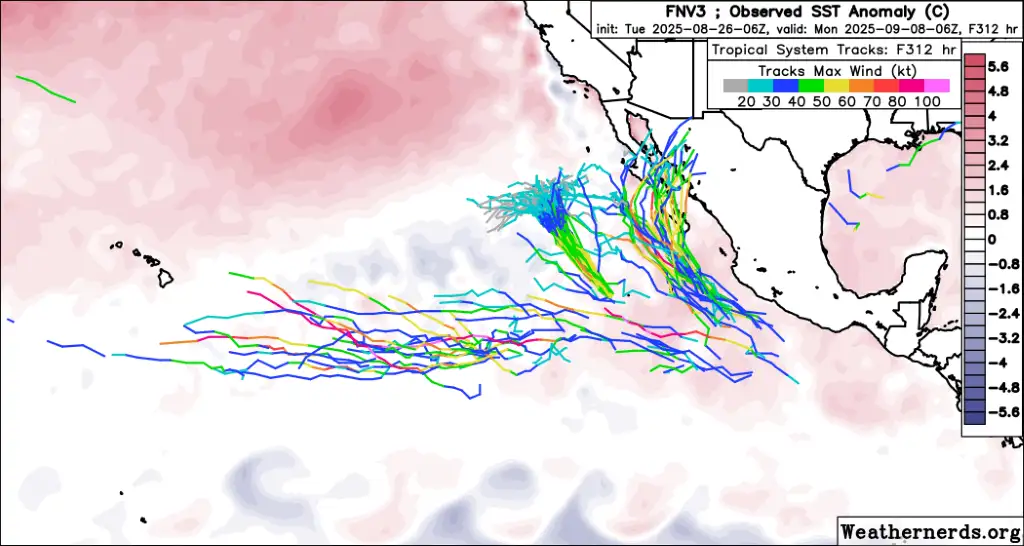 FNV3 ; Observed SST Anomaly (C)
init: Tue 2025-08-26-06Z, valid: Mon 2025-09-08-06Z, F312 hr
Tropical System Tracks: F312 hr
Tracks Max Wind (kt)
20 30 40 50 60 70 80 100
5.6
4.8
4
3.2
2.4
1.6
0.8
0
-0.8
-1.6
-2.4
-3.2
-4
-4.8
-5.6
Weathernerds.org